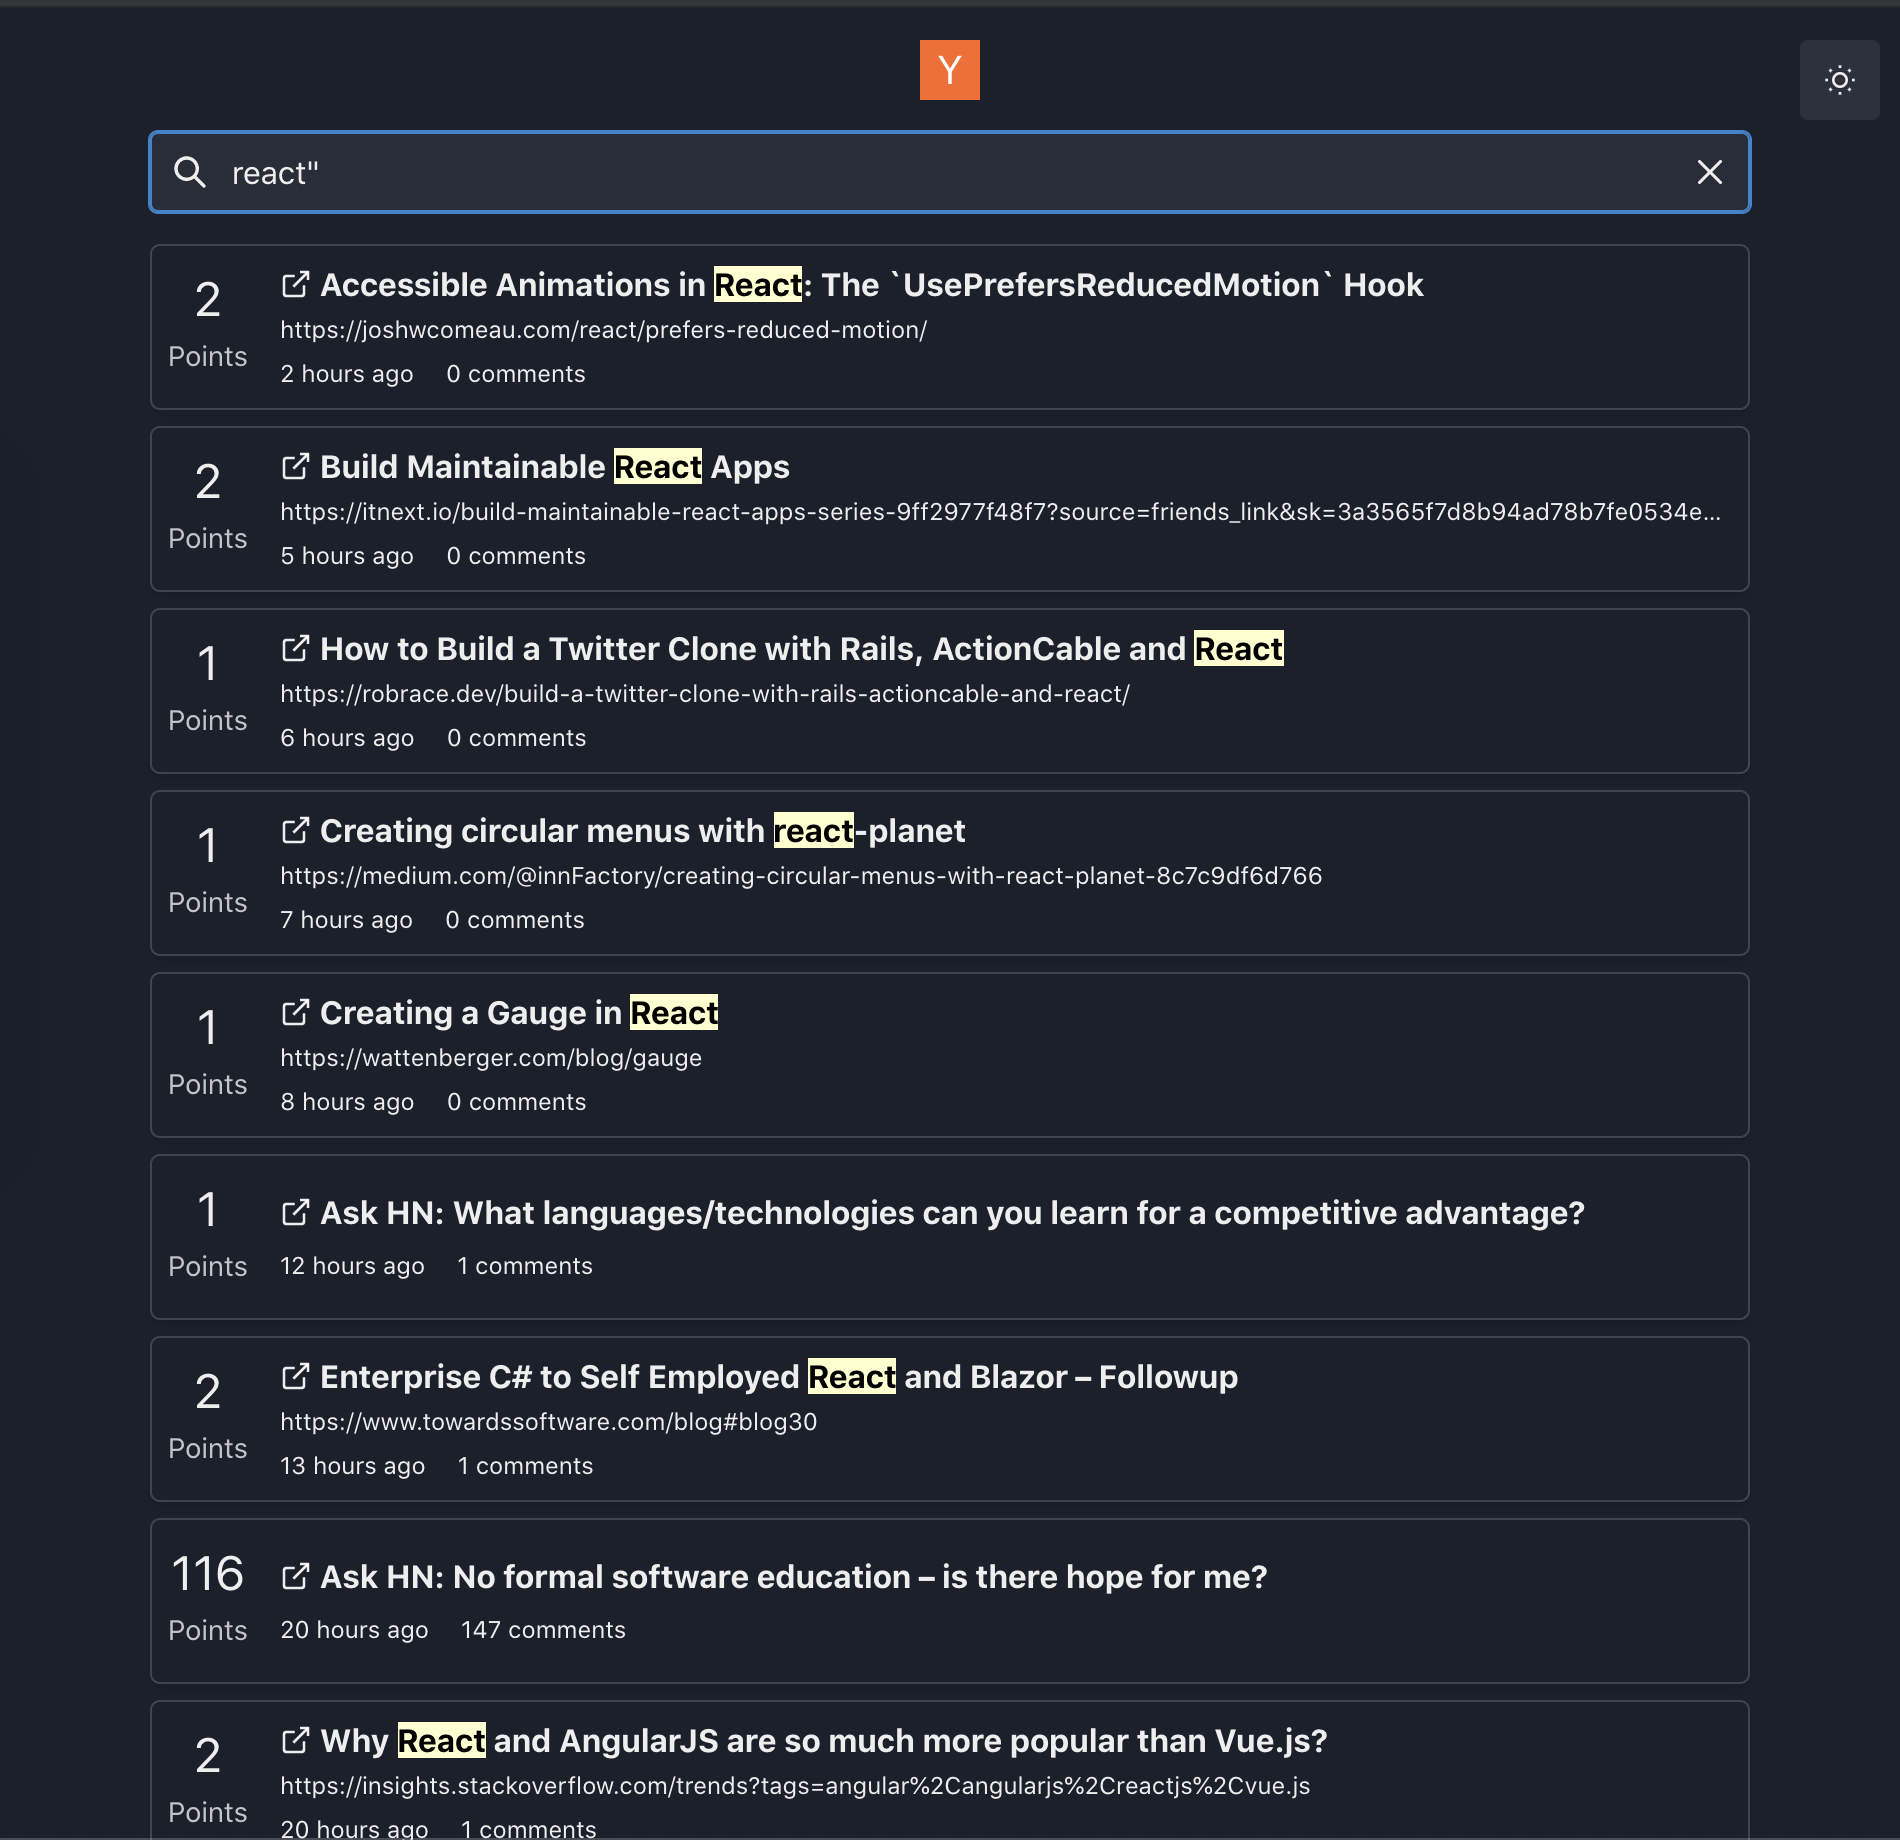 Y
react"
2
Points
Accessible Animations in React: The `UsePrefersReducedMotion` Hook
https://joshwcomeau.com/react/prefers-reduced-motion/
2 hours ago 0 comments
2
Points
Build Maintainable React Apps
https://itnext.io/build-maintainable-react-apps-series-9ff2977f48f7?source=friends_link&sk=3a3565f7d8b94ad78b7fe0534e...
5 hours ago 0 comments
1
Points
How to Build a Twitter Clone with Rails, ActionCable and React
https://robrace.dev/build-a-twitter-clone-with-rails-actioncable-and-react/
6 hours ago 0 comments
1
Points
Creating circular menus with react-planet
https://medium.com/@innFactory/creating-circular-menus-with-react-planet-8c7c9df6d766
7 hours ago 0 comments
1
Points
Creating a Gauge in React
https://wattenberger.com/blog/gauge
8 hours ago 0 comments
1
Points
Ask HN: What languages/technologies can you learn for a competitive advantage?
12 hours ago 1 comments
2
Points
Enterprise C# to Self Employed React and Blazor – Followup
https://www.towardssoftware.com/blog#blog30
13 hours ago 1 comments
116
Points
Ask HN: No formal software education – is there hope for me?
20 hours ago 147 comments
2
Points
Why React and AngularJS are so much more popular than Vue.js?
https://insights.stackoverflow.com/trends?tags=angular%2Cangularjs%2Creactjs%2Cvue.js
20 hours ago 1 comments